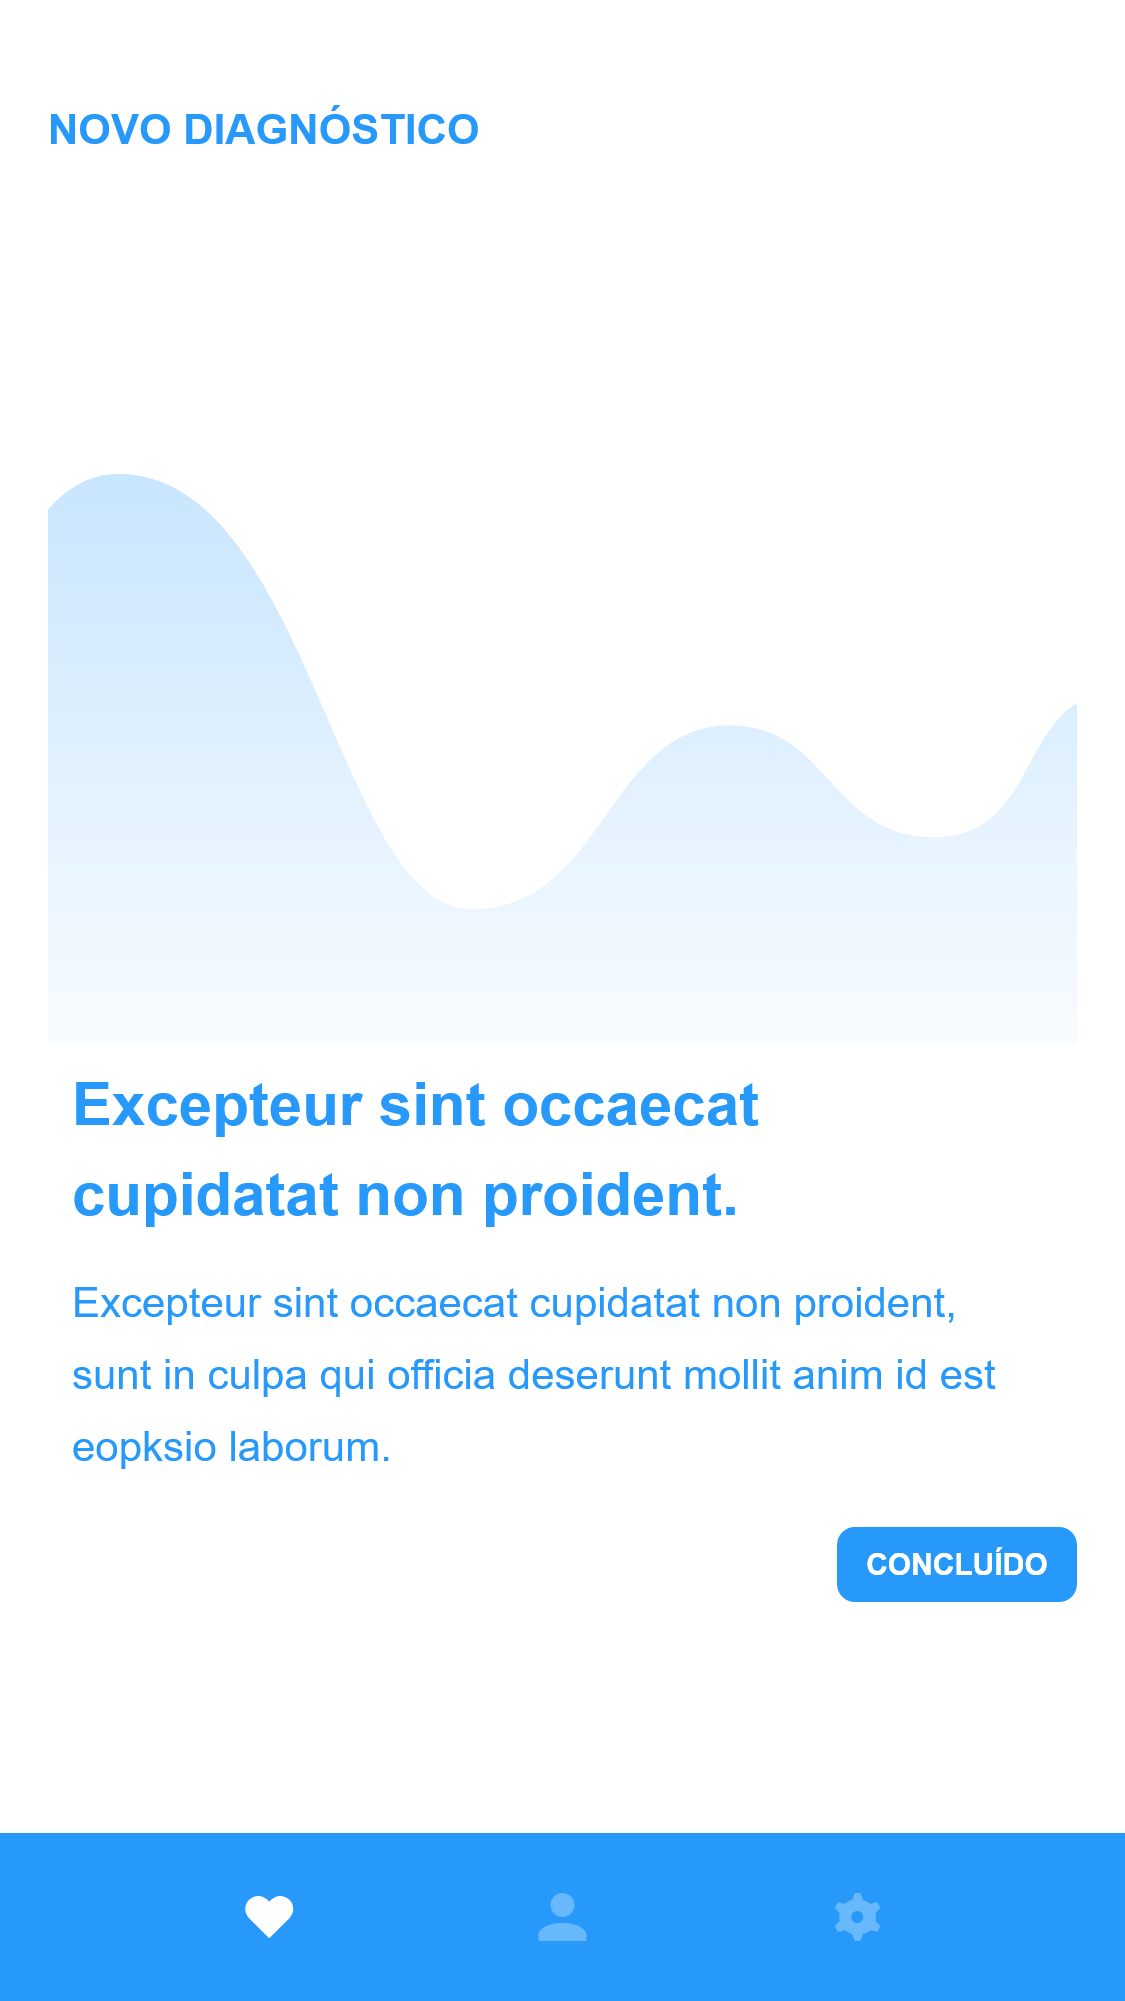 NOVO DIAGNÓSTICO
Excepteur sint occaecat
cupidatat non proident.
Excepteur sint occaecat cupidatat non proident,
sunt in culpa qui officia deserunt mollit anim id est
eopksio laborum.
CONCLUÍDO